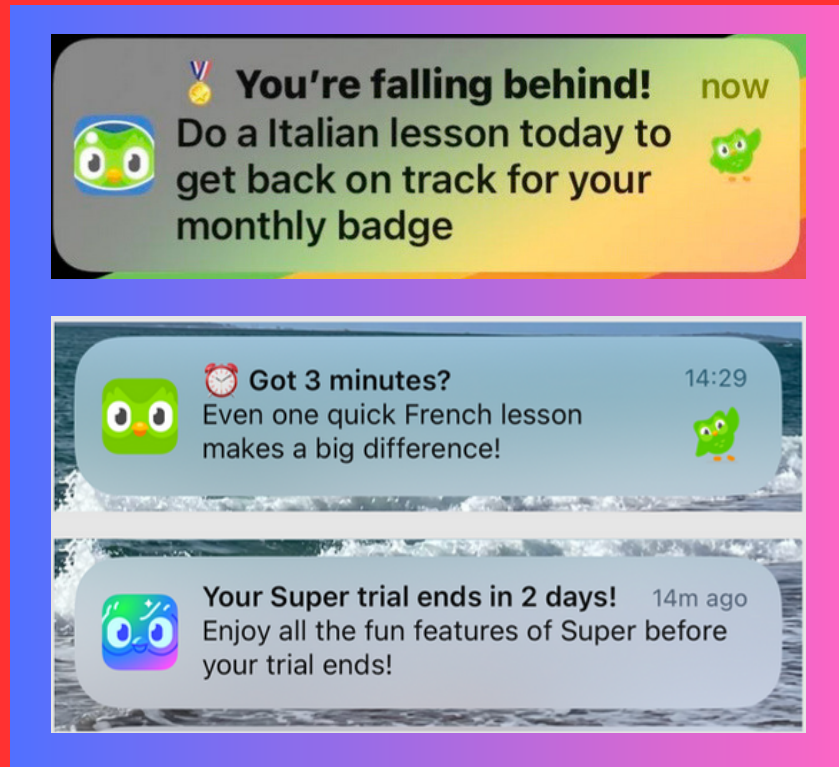 🏅 You're falling behind!
now
Do a Italian lesson today to
get back on track for your
monthly badge
⏰ Got 3 minutes?
14:29
Even one quick French lesson
makes a big difference!
Your Super trial ends in 2 days!
14m ago
Enjoy all the fun features of Super before
your trial ends!